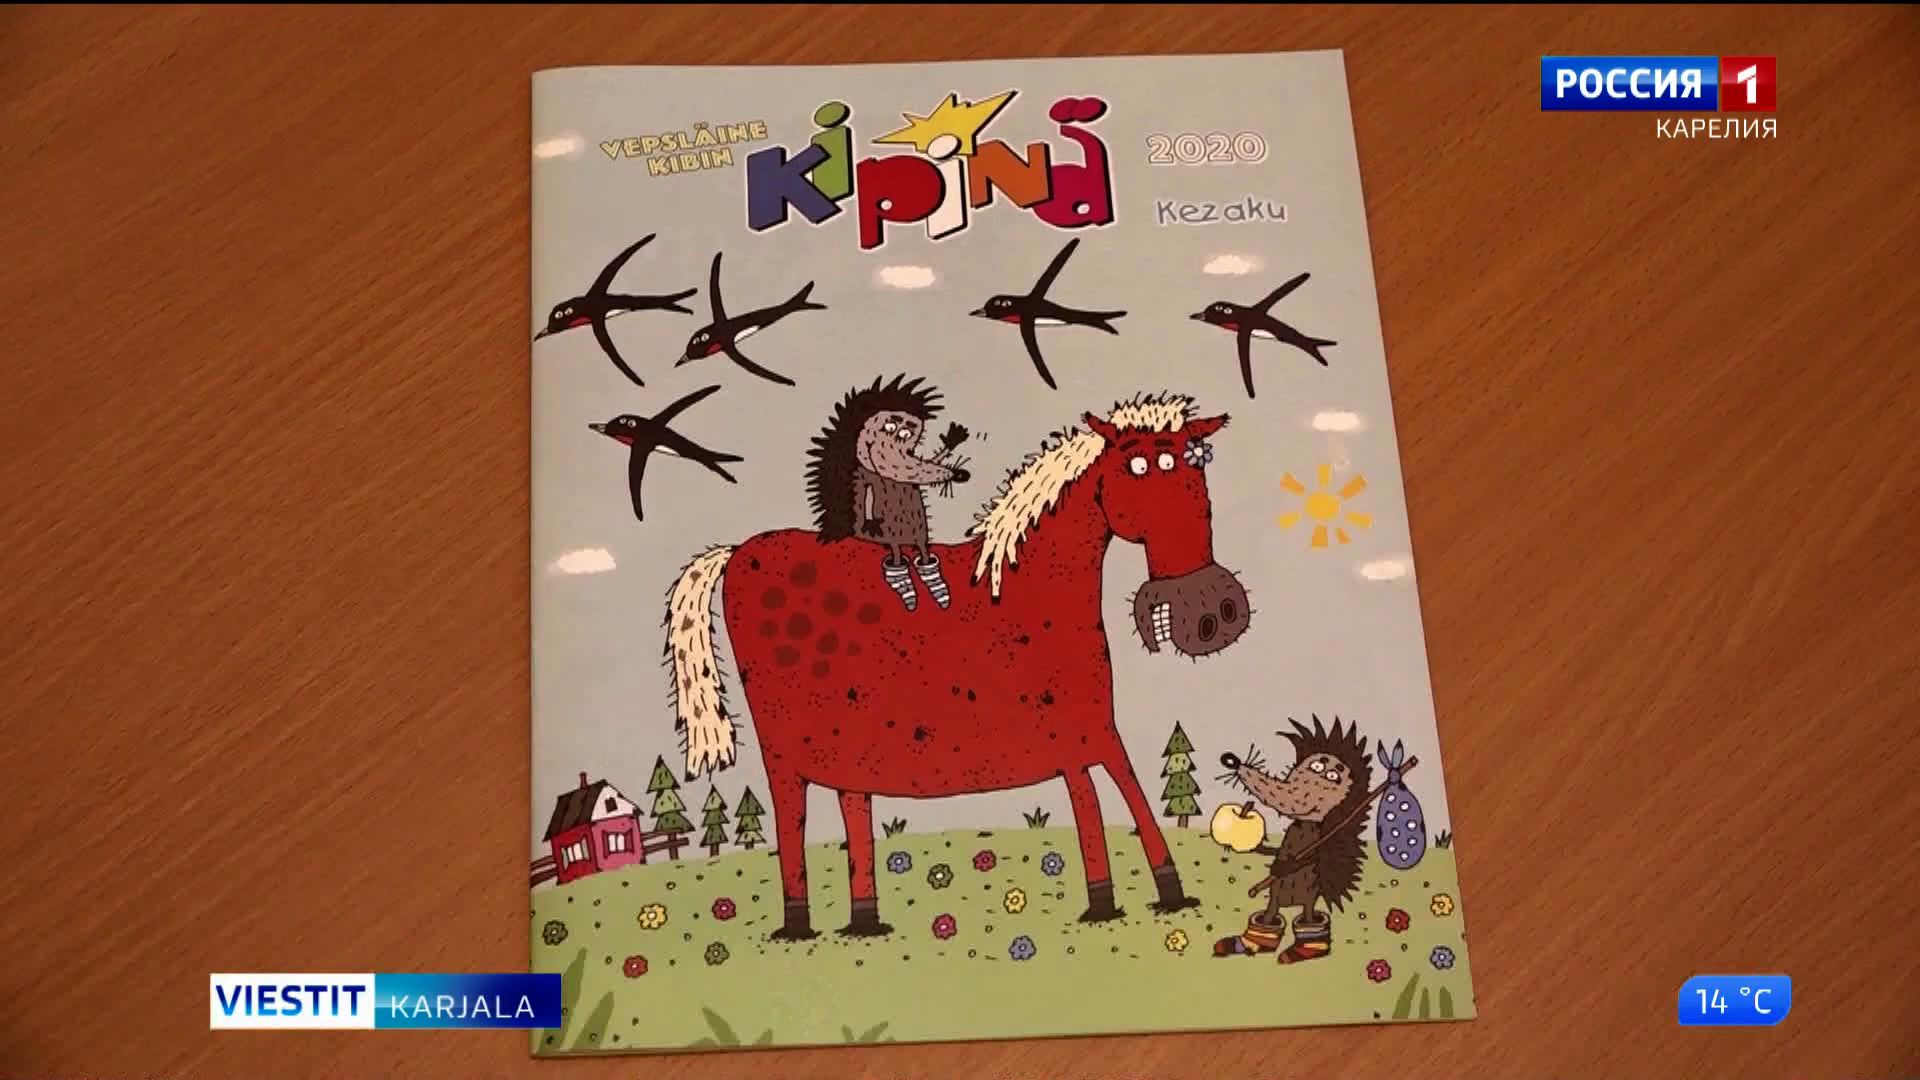 VEPSLÄINE
KIBIN
Kipinä
2020
Kezaku
РОССИЯ 1
КАРЕЛИЯ
VIESTIT KARJALA
14 °C